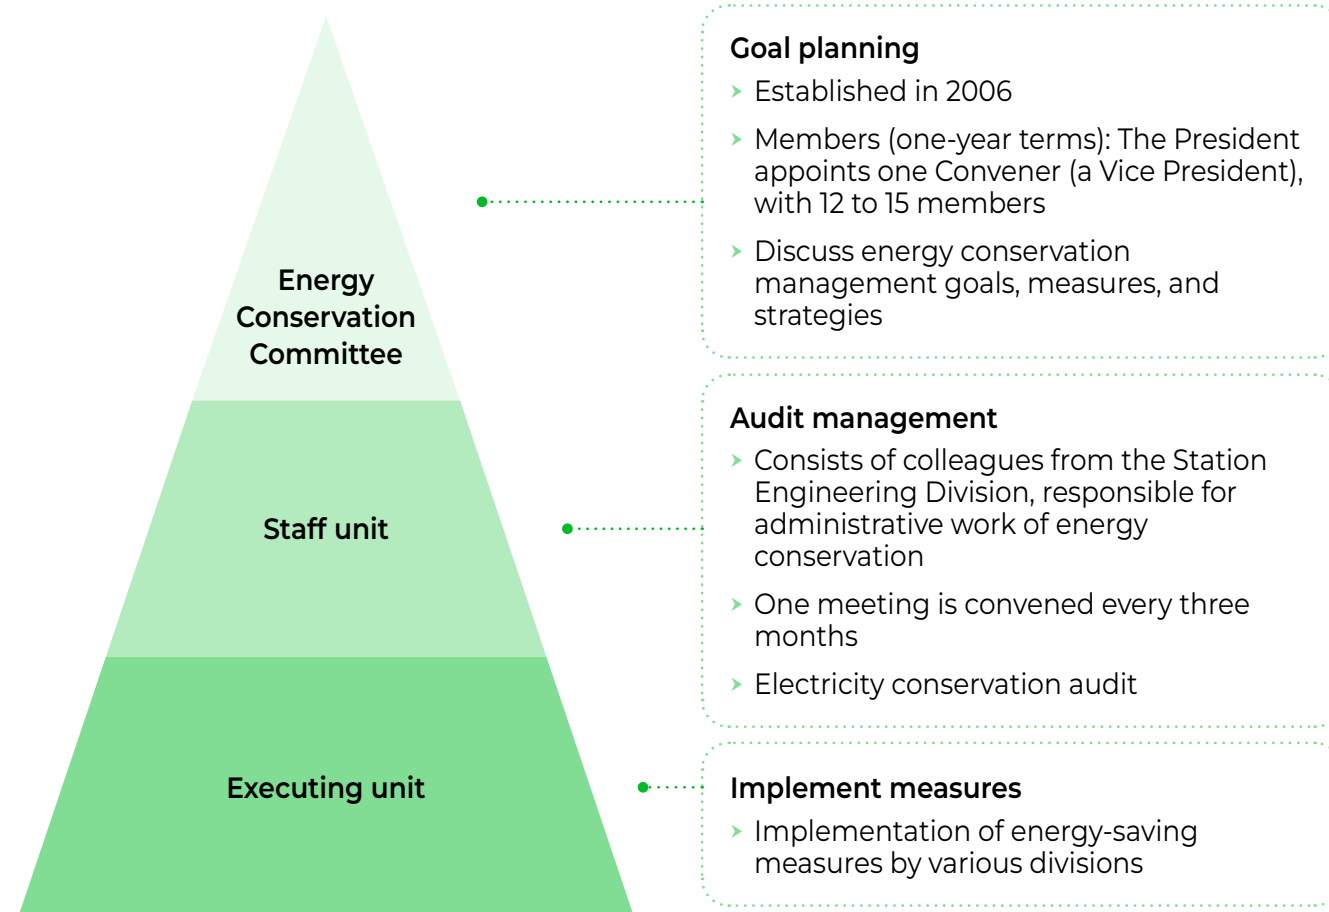 Energy
Conservation
Committee
Goal planning
Established in 2006
Members (one-year terms): The President
appoints one Convener (a Vice President),
with 12 to 15 members
Discuss energy conservation
management goals, measures, and
strategies
Staff unit
Audit management
Consists of colleagues from the Station
Engineering Division, responsible for
administrative work of energy
conservation
One meeting is convened every three
months
Electricity conservation audit
Executing unit
Implement measures
Implementation of energy-saving
measures by various divisions